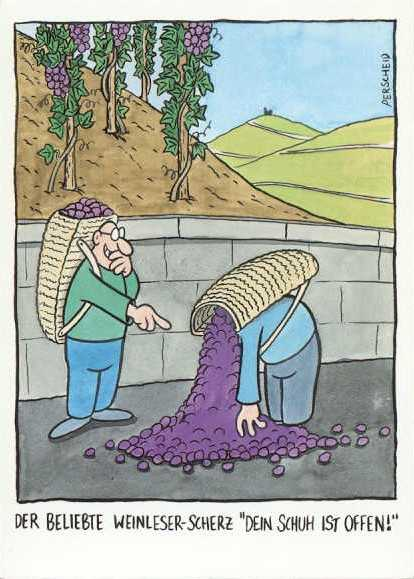 PERSCHEID
DER BELIEBTE WEINLESER-SCHERZ "DEIN SCHUH IST OFFEN!"